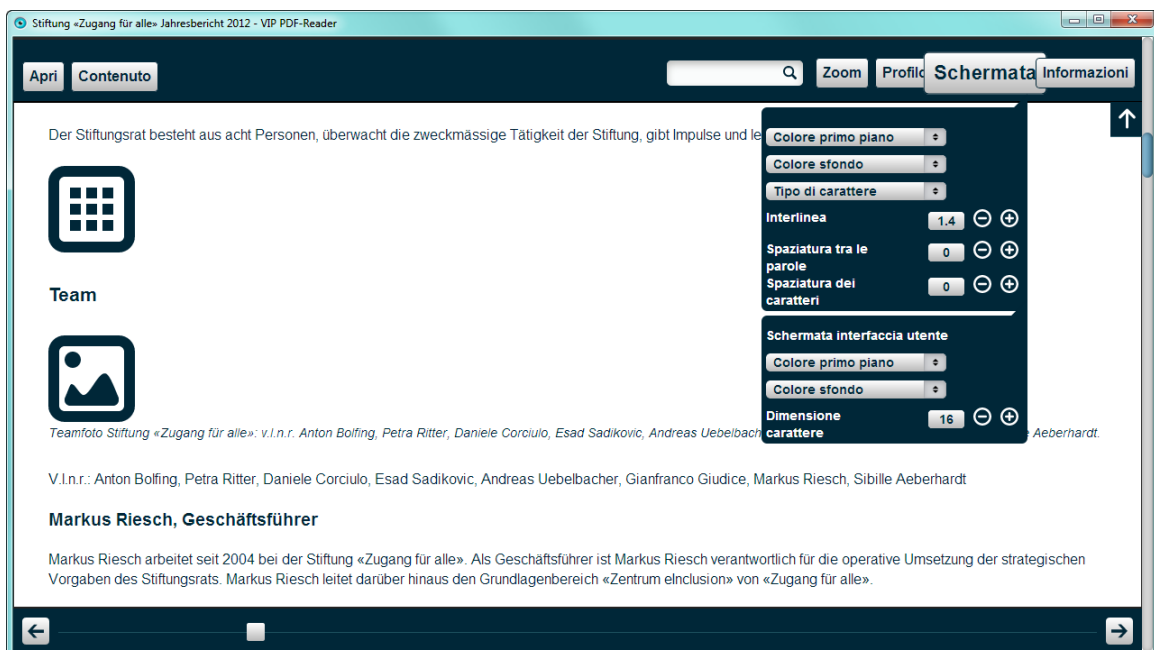 Stiftung «Zugang für alle» Jahresbericht 2012 - VIP PDF-Reader
Apri
Contenuto
Zoom
Profilo
Schermata
Informazioni
Der Stiftungsrat besteht aus acht Personen, überwacht die zweckmässige Tätigkeit der Stiftung, gibt Impulse und le
Colore primo piano
Colore sfondo
Tipo di carattere
Interlinea 1.4
Spaziatura tra le
parole 0
Spaziatura dei
caratteri 0
Team
Schermata interfaccia utente
Colore primo piano
Colore sfondo
Dimensione
carattere 16
Teamfoto Stiftung «Zugang für alle»: v.l.n.r. Anton Bolfing, Petra Ritter, Daniele Corciulo, Esad Sadikovic, Andreas Uebelbach Aeberhardt.
V.l.n.r.: Anton Bolfing, Petra Ritter, Daniele Corciulo, Esad Sadikovic, Andreas Uebelbacher, Gianfranco Giudice, Markus Riesch, Sibille Aeberhardt
Markus Riesch, Geschäftsführer
Markus Riesch arbeitet seit 2004 bei der Stiftung «Zugang für alle». Als Geschäftsführer ist Markus Riesch verantwortlich für die operative Umsetzung der strategischen
Vorgaben des Stiftungsrats. Markus Riesch leitet darüber hinaus den Grundlagenbereich «Zentrum eInclusion» von «Zugang für alle».